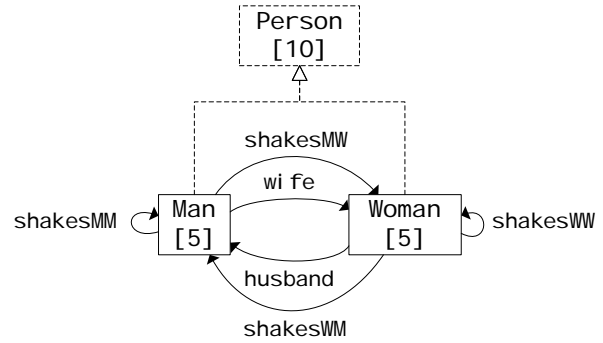 Person
[10]
shakesMW
wife
Man
[5]
Woman
[5]
shakesMM
shakesWW
husband
shakesWM